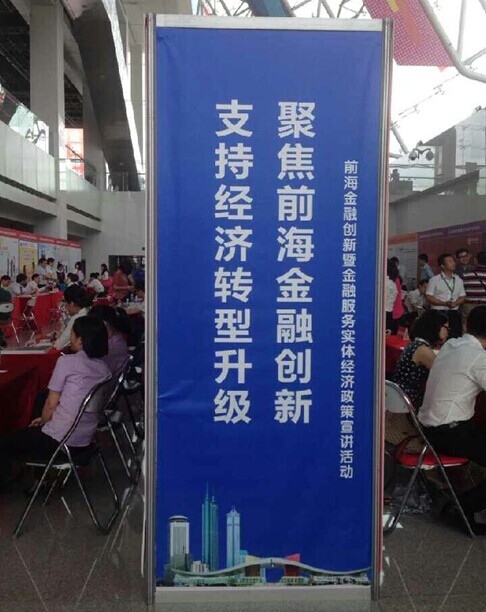 前海金融创新暨金融服务实体经济政策宣讲活动
聚焦前海金融创新
支持经济转型升级